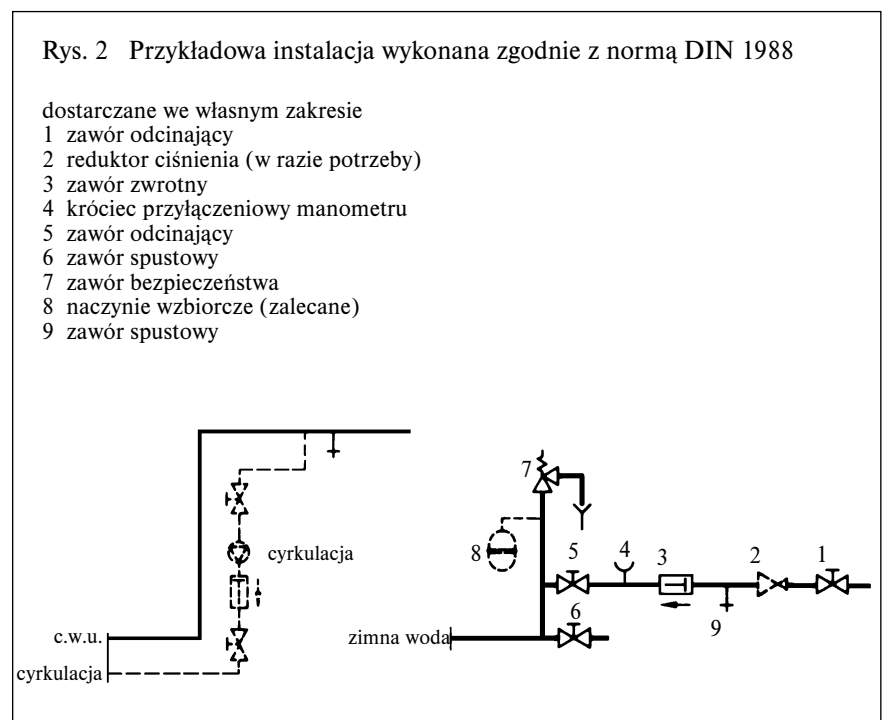 Rys. 2 Przykładowa instalacja wykonana zgodnie z normą DIN 1988
dostarczane we własnym zakresie
1 zawór odcinający
2 reduktor ciśnienia (w razie potrzeby)
3 zawór zwrotny
4 króciec przyłączeniowy manometru
5 zawór odcinający
6 zawór spustowy
7 zawór bezpieczeństwa
8 naczynie wzbiorcze (zalecane)
9 zawór spustowy
cyrkulacja
c.w.u.
cyrkulacja
7
8
5
4
3
2
1
6
9
zimna woda